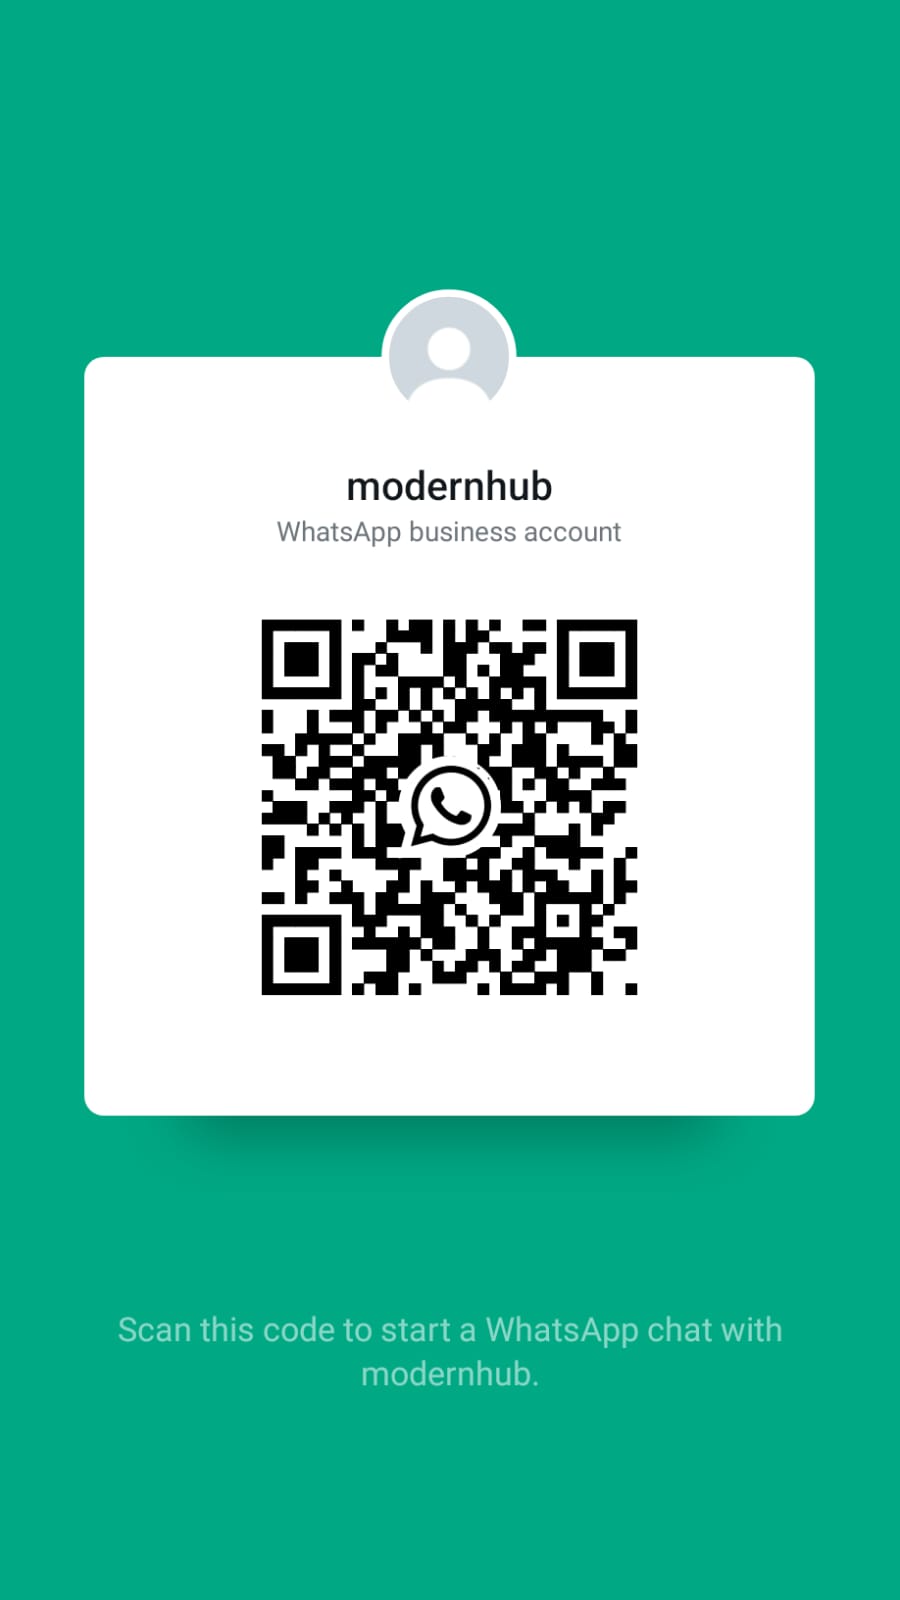 modernhub
WhatsApp business account
Scan this code to start a WhatsApp chat with
modernhub.